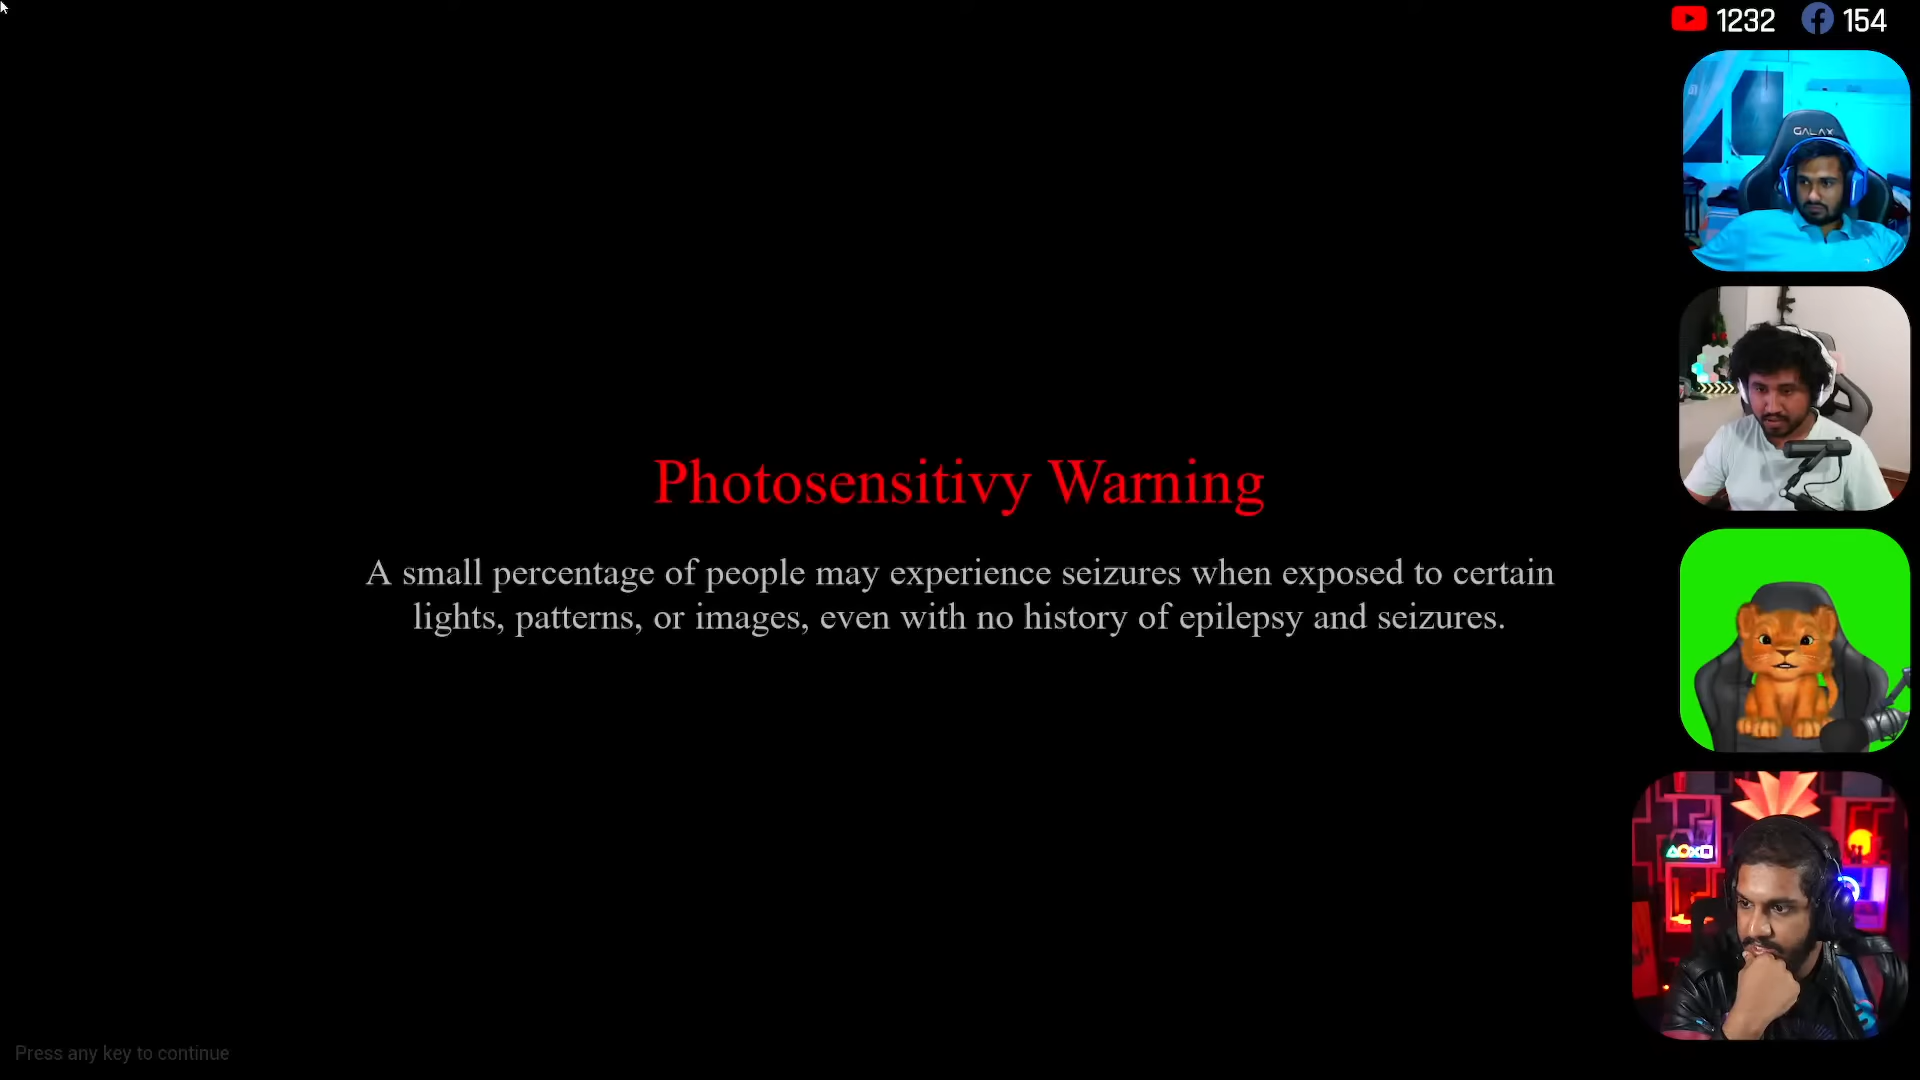 1232 154
GALAX
Photosensitivy Warning
A small percentage of people may experience seizures when exposed to certain
lights, patterns, or images, even with no history of epilepsy and seizures.
Press any key to continue